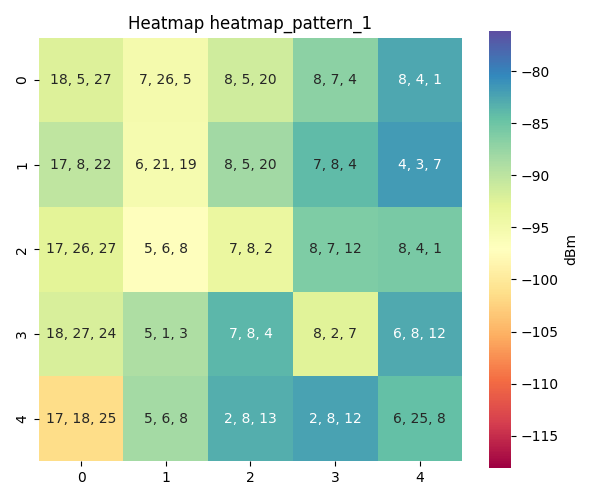 Heatmap heatmap_pattern_1
0 18, 5, 27 7, 26, 5 8, 5, 20 8, 7, 4 8, 4, 1
1 17, 8, 22 6, 21, 19 8, 5, 20 7, 8, 4 4, 3, 7
2 17, 26, 27 5, 6, 8 7, 8, 2 8, 7, 12 8, 4, 1
3 18, 27, 24 5, 1, 3 7, 8, 4 8, 2, 7 6, 8, 12
4 17, 18, 25 5, 6, 8 2, 8, 13 2, 8, 12 6, 25, 8
0 1 2 3 4
−80
−85
−90
−95
−100
−105
−110
−115
dBm